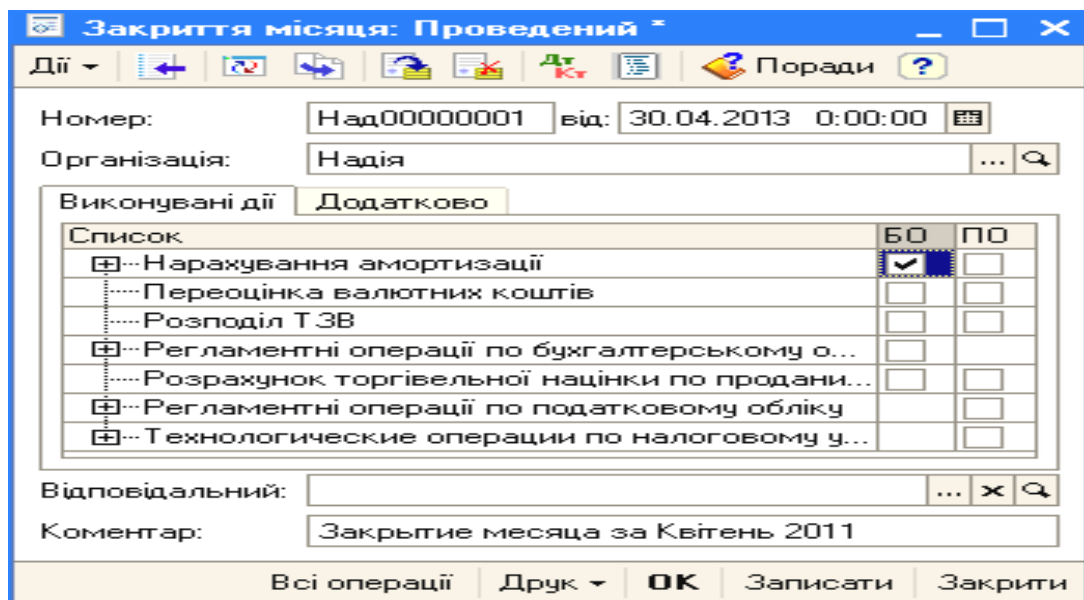 Закриття місяця: Проведений *
Дії Дт Кт Поради ?
Номер: Над00000001 від: 30.04.2013 0:00:00
Організація: Надія ...
Виконувані дії Додатково
Список БО ПО
Нарахування амортизації
Переоцінка валютних коштів
Розподіл ТЗВ
Регламентні операції по бухгалтерському о...
Розрахунок торгівельної націнки по продани...
Регламентні операції по податковому обліку
Технологические операции по налоговому у...
Відповідальний: ...
Коментар: Закрытие месяца за Квітень 2011
Всі операції Друк OK Записати Закрити